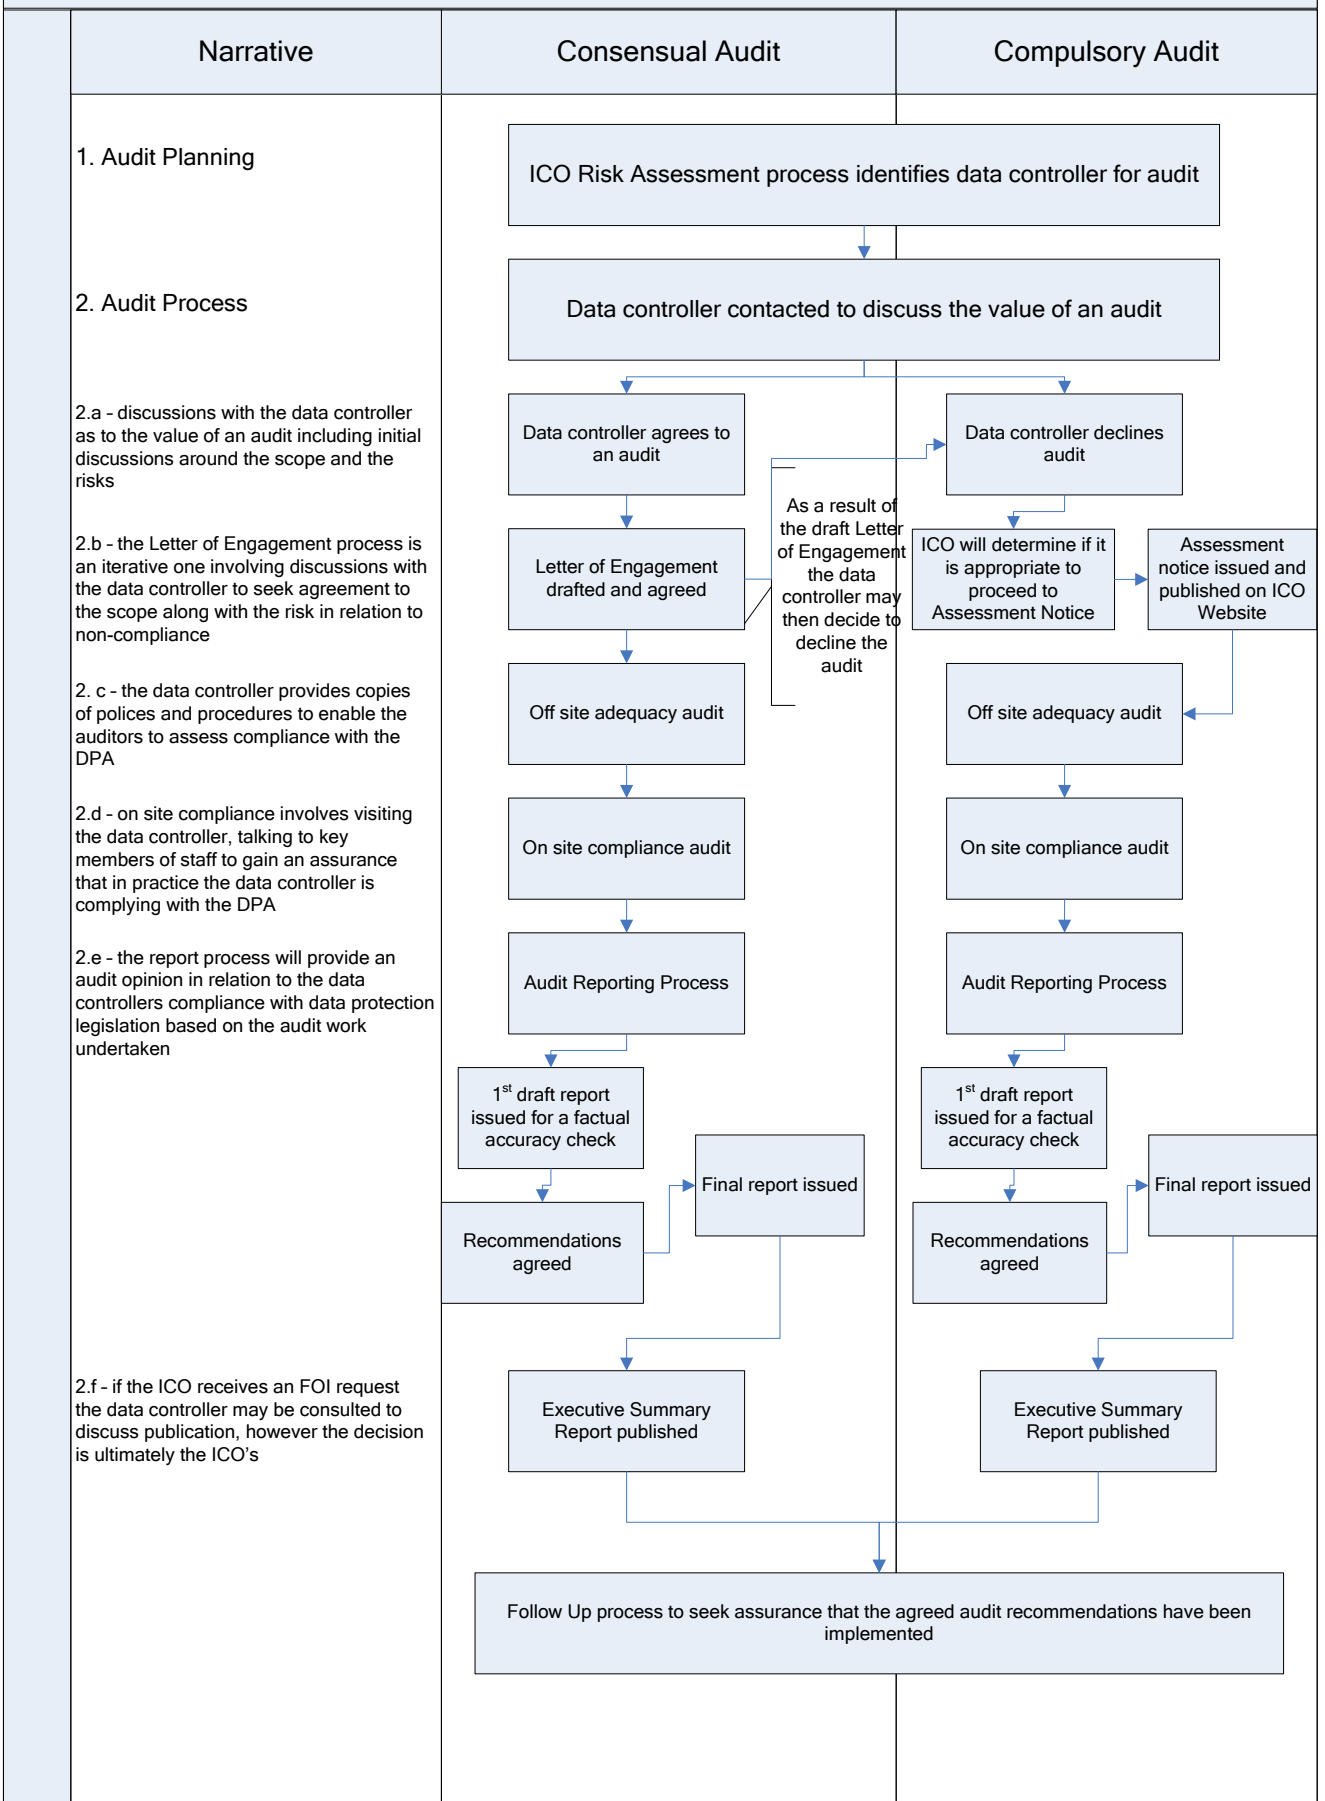 Narrative
Consensual Audit
Compulsory Audit
1. Audit Planning
ICO Risk Assessment process identifies data controller for audit
2. Audit Process
Data controller contacted to discuss the value of an audit
2.a - discussions with the data controller
as to the value of an audit including initial
discussions around the scope and the
risks
Data controller agrees to
an audit
Data controller declines
audit
As a result of
the draft Letter
of Engagement
the data
controller may
then decide to
decline the
audit
2.b - the Letter of Engagement process is
an iterative one involving discussions with
the data controller to seek agreement to
the scope along with the risk in relation to
non-compliance
Letter of Engagement
drafted and agreed
ICO will determine if it
is appropriate to
proceed to
Assessment Notice
Assessment
notice issued and
published on ICO
Website
2. c - the data controller provides copies
of polices and procedures to enable the
auditors to assess compliance with the
DPA
Off site adequacy audit
Off site adequacy audit
2.d - on site compliance involves visiting
the data controller, talking to key
members of staff to gain an assurance
that in practice the data controller is
complying with the DPA
On site compliance audit
On site compliance audit
2.e - the report process will provide an
audit opinion in relation to the data
controllers compliance with data protection
legislation based on the audit work
undertaken
Audit Reporting Process
Audit Reporting Process
1st draft report
issued for a factual
accuracy check
1st draft report
issued for a factual
accuracy check
Final report issued
Final report issued
Recommendations
agreed
Recommendations
agreed
2.f - if the ICO receives an FOI request
the data controller may be consulted to
discuss publication, however the decision
is ultimately the ICO's
Executive Summary
Report published
Executive Summary
Report published
Follow Up process to seek assurance that the agreed audit recommendations have been
implemented